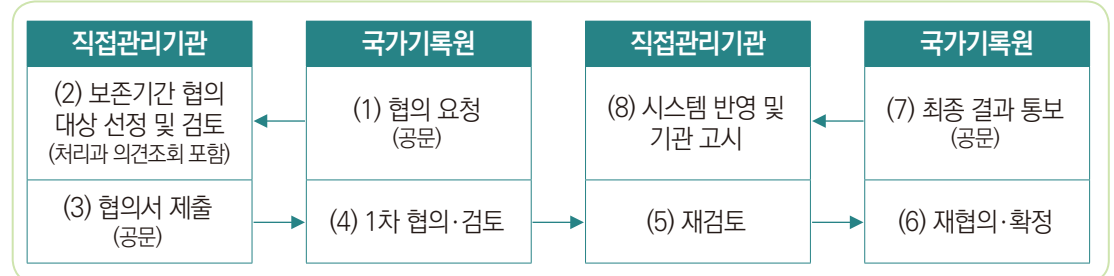 직접관리기관
국가기록원
직접관리기관
국가기록원
(2) 보존기간 협의
대상 선정 및 검토
(처리과 의견조회 포함)
(1) 협의 요청
(공문)
(8) 시스템 반영 및
기관 고시
(7) 최종 결과 통보
(공문)
(3) 협의서 제출
(공문)
(4) 1차 협의·검토
(5) 재검토
(6) 재협의·확정